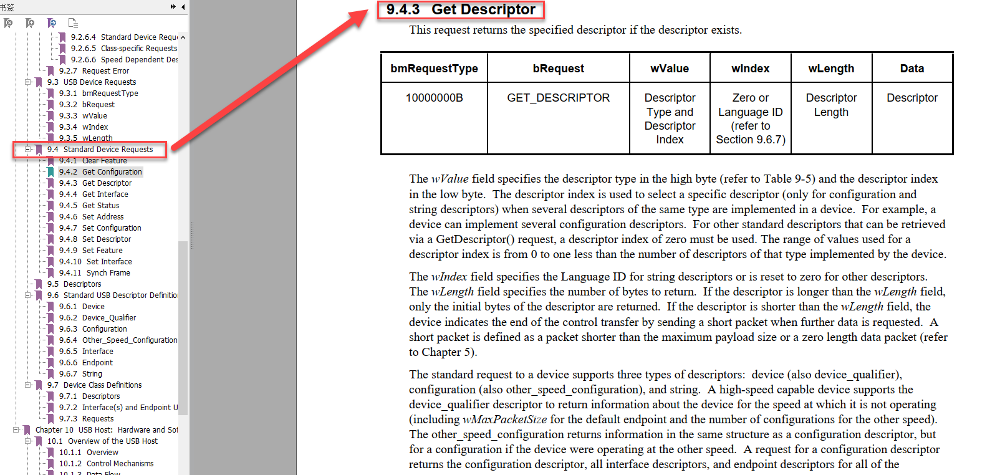 书签
9.2.6.4 Standard Device Reque
9.2.6.5 Class-specific Requests
9.2.6.6 Speed Dependent Des
9.2.7 Request Error
9.3 USB Device Requests
9.3.1 bmRequestType
9.3.2 bRequest
9.3.3 wValue
9.3.4 wIndex
9.3.5 wLength
9.4 Standard Device Requests
9.4.1 Clear Feature
9.4.2 Get Configuration
9.4.3 Get Descriptor
9.4.4 Get Interface
9.4.5 Get Status
9.4.6 Set Address
9.4.7 Set Configuration
9.4.8 Set Descriptor
9.4.9 Set Feature
9.4.10 Set Interface
9.4.11 Synch Frame
9.5 Descriptors
9.6 Standard USB Descriptor Definitio
9.6.1 Device
9.6.2 Device_Qualifier
9.6.3 Configuration
9.6.4 Other_Speed_Configuration
9.6.5 Interface
9.6.6 Endpoint
9.6.7 String
9.7 Device Class Definitions
9.7.1 Descriptors
9.7.2 Interface(s) and Endpoint U
9.7.3 Requests
Chapter 10 USB Host: Hardware and Sof
10.1 Overview of the USB Host
10.1.1 Overview
10.1.2 Control Mechanisms
10.1.3 Data Flow
9.4.3 Get Descriptor
This request returns the specified descriptor if the descriptor exists.
bmRequestType bRequest wValue wIndex wLength Data
10000000B GET_DESCRIPTOR Descriptor Zero or Descriptor Descriptor
Type and Language ID Length
Descriptor (refer to
Index Section 9.6.7)
The wValue field specifies the descriptor type in the high byte (refer to Table 9-5) and the descriptor index
in the low byte. The descriptor index is used to select a specific descriptor (only for configuration and
string descriptors) when several descriptors of the same type are implemented in a device. For example, a
device can implement several configuration descriptors. For other standard descriptors that can be retrieved
via a GetDescriptor() request, a descriptor index of zero must be used. The range of values used for a
descriptor index is from 0 to one less than the number of descriptors of that type implemented by the device.
The wIndex field specifies the Language ID for string descriptors or is reset to zero for other descriptors.
The wLength field specifies the number of bytes to return. If the descriptor is longer than the wLength field,
only the initial bytes of the descriptor are returned. If the descriptor is shorter than the wLength field, the
device indicates the end of the control transfer by sending a short packet when further data is requested. A
short packet is defined as a packet shorter than the maximum payload size or a zero length data packet (refer
to Chapter 5).
The standard request to a device supports three types of descriptors: device (also device_qualifier),
configuration (also other_speed_configuration), and string. A high-speed capable device supports the
device_qualifier descriptor to return information about the device for the speed at which it is not operating
(including wMaxPacketSize for the default endpoint and the number of configurations for the other speed).
The other_speed_configuration returns information in the same structure as a configuration descriptor, but
for a configuration if the device were operating at the other speed. A request for a configuration descriptor
returns the configuration descriptor, all interface descriptors, and endpoint descriptors for all of the